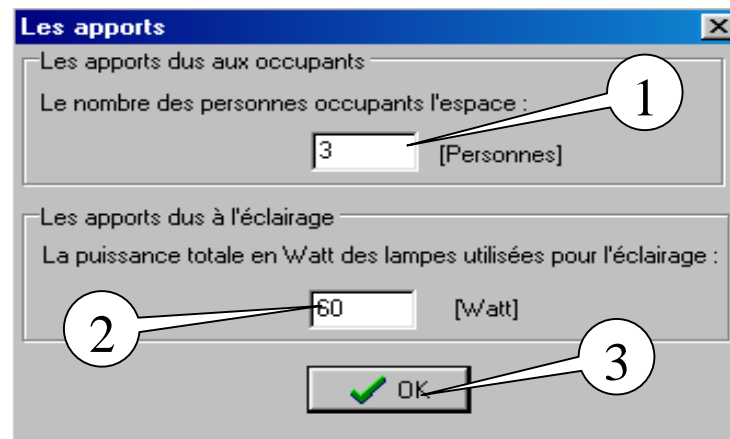 Les apports
Les apports dus aux occupants
Le nombre des personnes occupants l'espace :
1
3 [Personnes]
Les apports dus à l'éclairage
La puissance totale en Watt des lampes utilisées pour l'éclairage :
60 [Watt]
2
3
OK